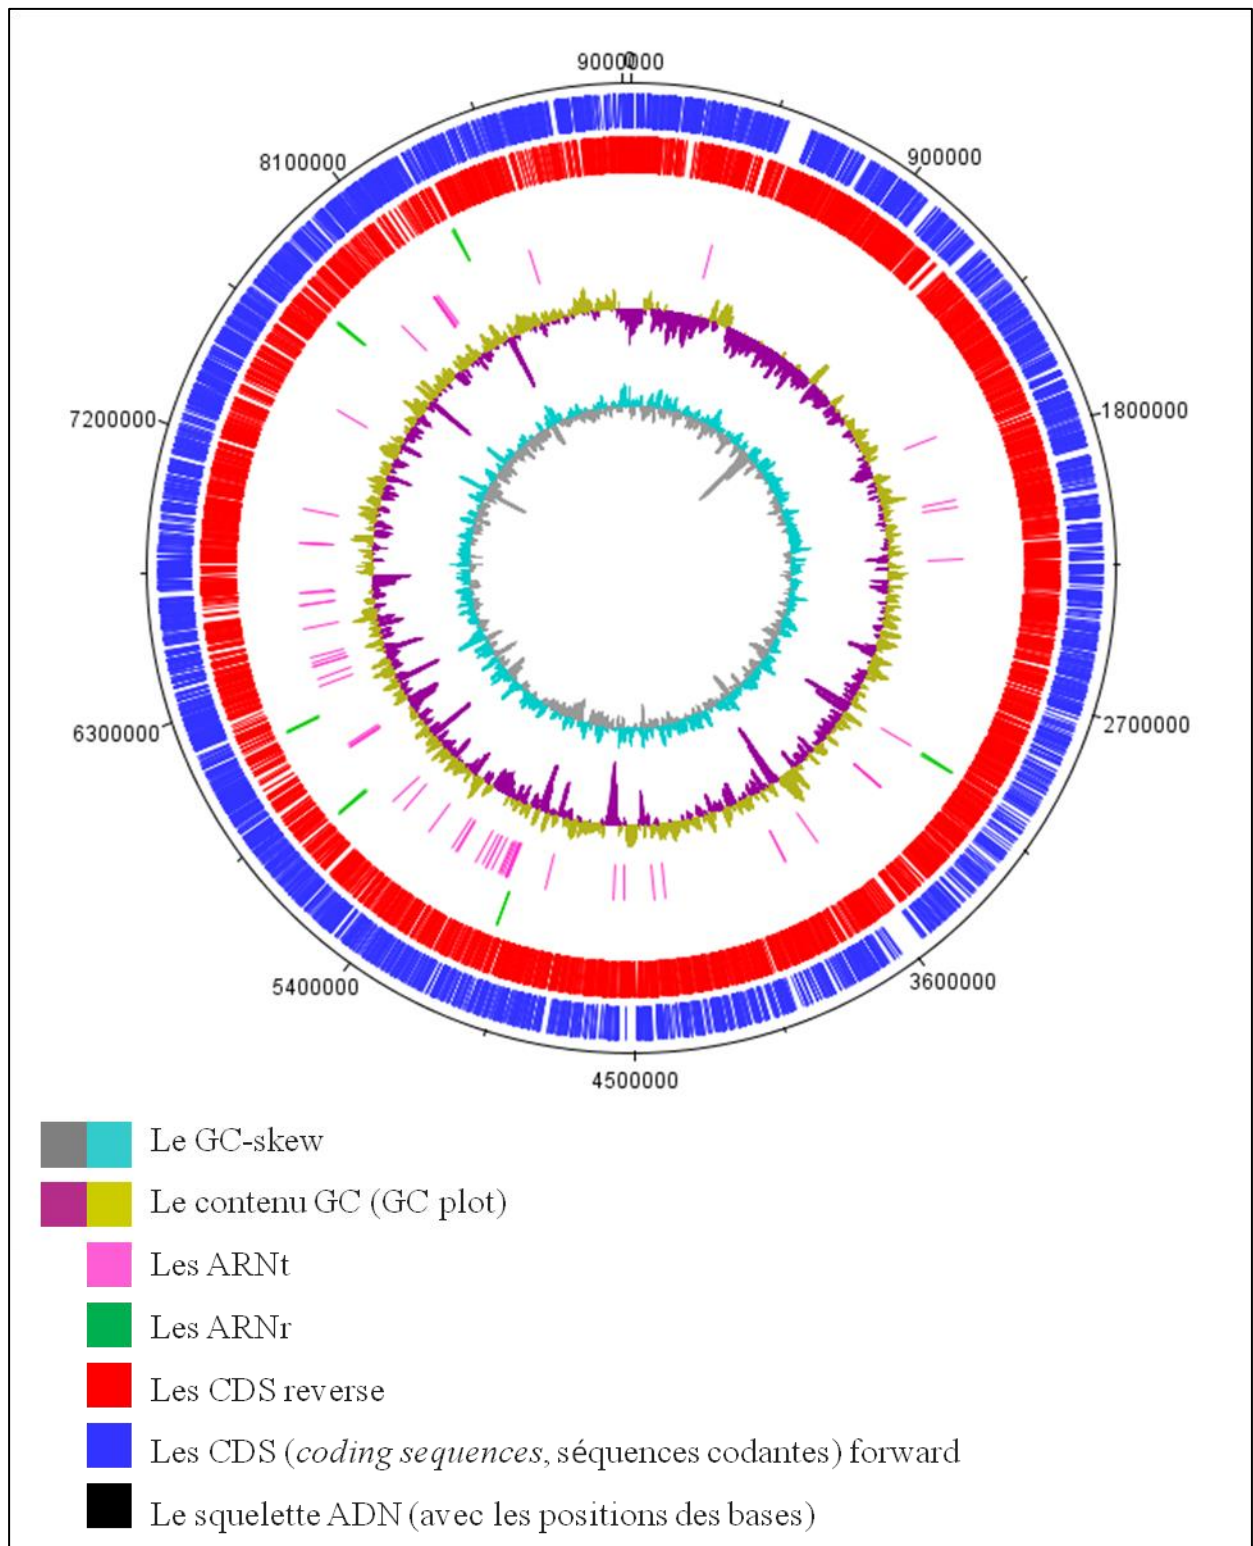 9000000
0
8100000
900000
7200000
1800000
6300000
2700000
5400000
3600000
4500000
Le GC-skew
Le contenu GC (GC plot)
Les ARNt
Les ARNr
Les CDS reverse
Les CDS (coding sequences, séquences codantes) forward
Le squelette ADN (avec les positions des bases)